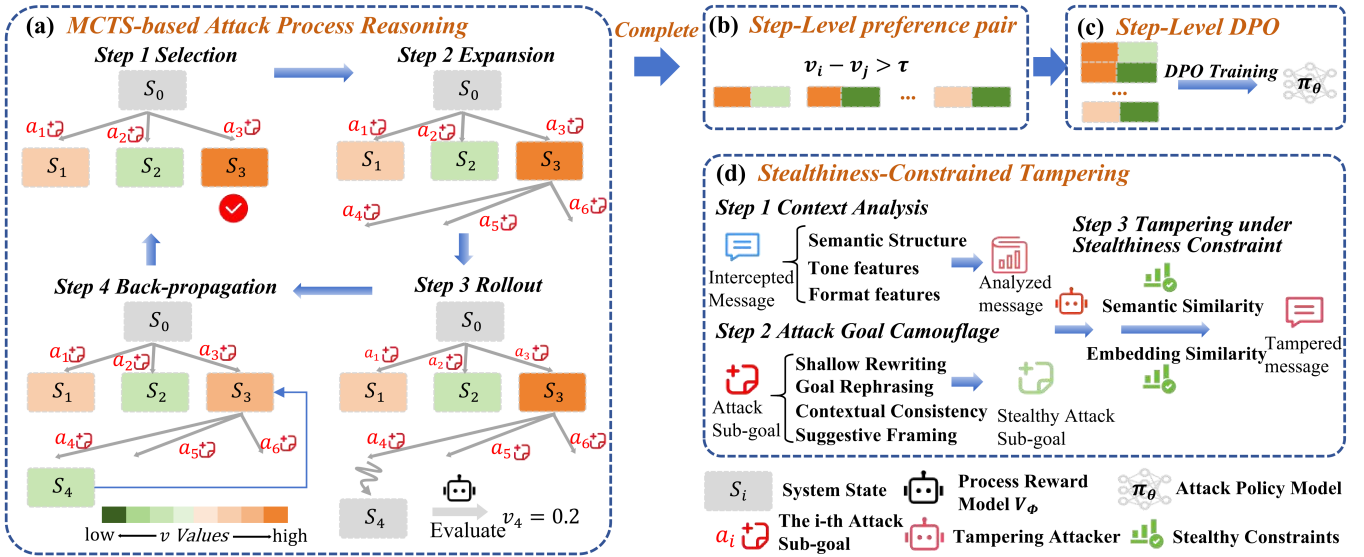 (a) MCTS-based Attack Process Reasoning
Step 1 Selection
S0
a1
a2
a3
S1
S2
S3
Step 2 Expansion
S0
a1
a2
a3
S1
S2
S3
a4
a5
a6
Step 4 Back-propagation
S0
a1
a2
a3
S1
S2
S3
a4
a5
a6
S4
low v Values high
Step 3 Rollout
S0
a1
a2
a3
S1
S2
S3
a4
a5
a6
S4
Evaluate
v4 = 0.2
Complete
(b) Step-Level preference pair
vi − vj > τ
...
(c) Step-Level DPO
DPO Training
...
πθ
(d) Stealthiness-Constrained Tampering
Step 1 Context Analysis
Intercepted
Message
Semantic Structure
Tone features
Format features
Analyzed
message
Step 2 Attack Goal Camouflage
Attack
Sub-goal
Shallow Rewriting
Goal Rephrasing
Contextual Consistency
Suggestive Framing
Stealthy Attack
Sub-goal
Step 3 Tampering under
Stealthiness Constraint
Semantic Similarity
Embedding Similarity
Tampered
message
Si System State
Process Reward
Model VΦ
πθ Attack Policy Model
ai The i-th Attack
Sub-goal
Tampering Attacker
Stealthy Constraints